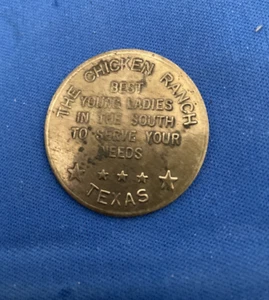 THE CHICKEN RANCH
BEST
YOUNG LADIES
IN THE SOUTH
TO SERVE YOUR
NEEDS
TEXAS